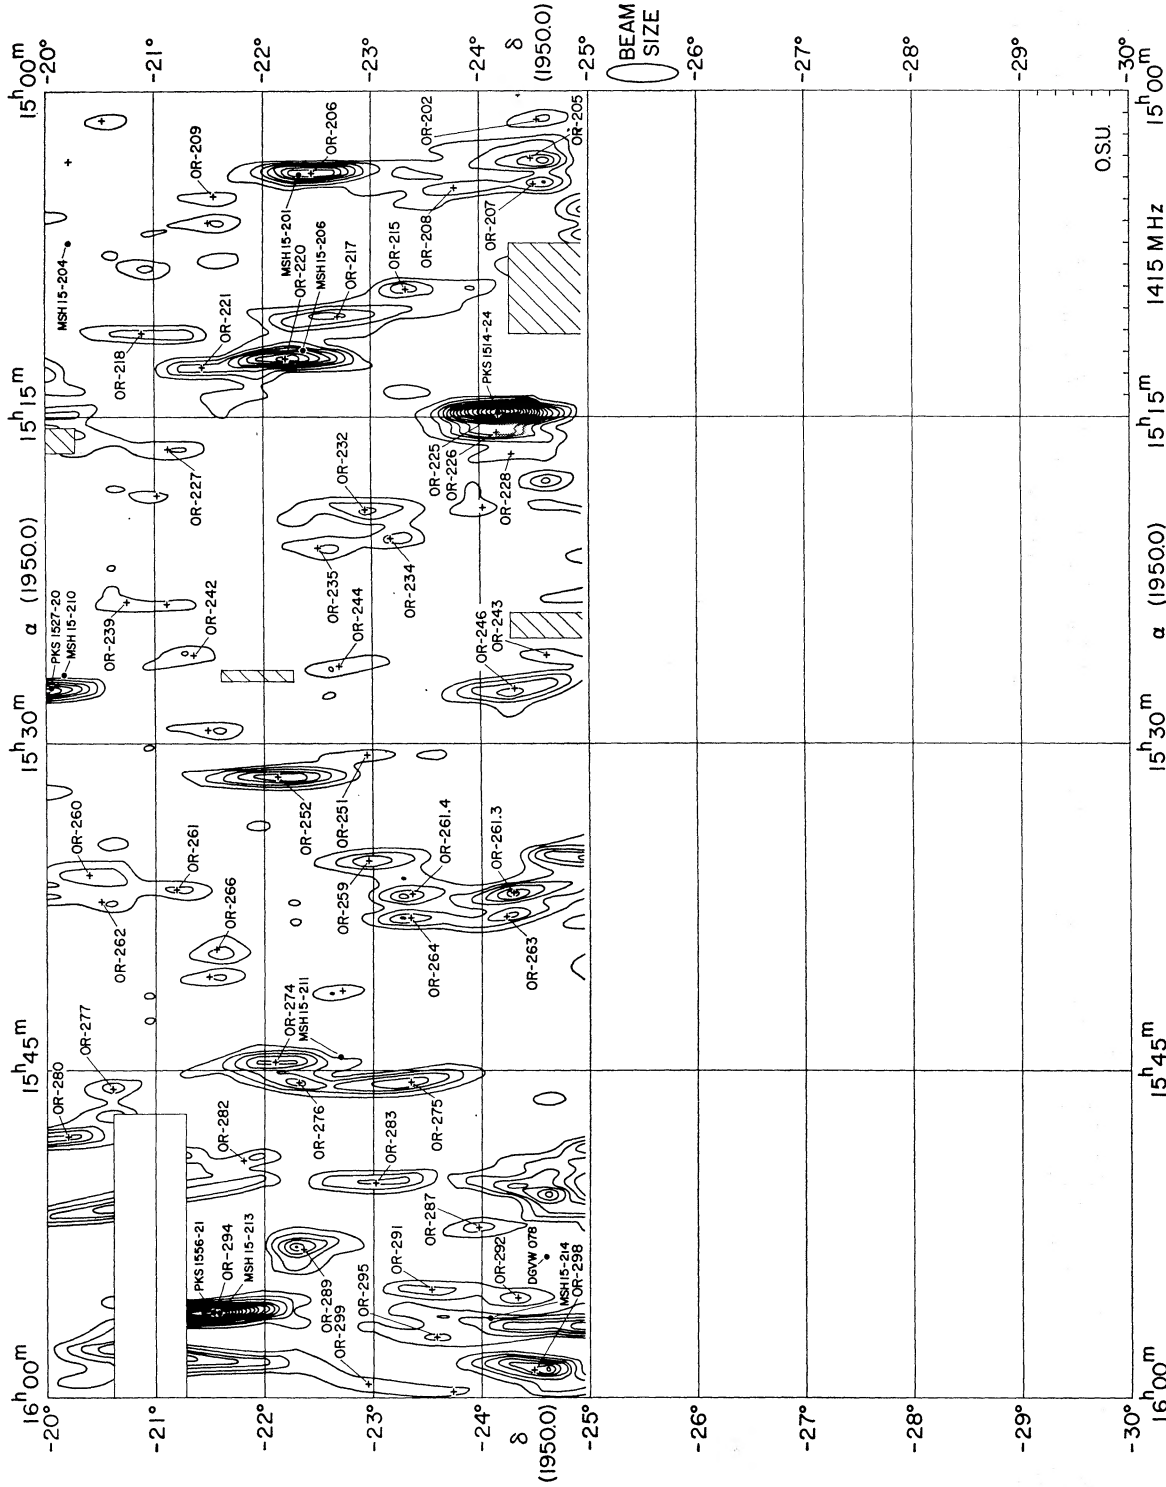 15ʰ00ᵐ
15ʰ15ᵐ
α (1950.0)
15ʰ30ᵐ
15ʰ45ᵐ
16ʰ00ᵐ
-20°
-21°
-22°
-23°
-24°
δ
(1950.0)
-25°
-26°
-27°
-28°
-29°
-30°
BEAM
SIZE
-20°
-21°
-22°
-23°
-24°
δ
(1950.0)
-25°
-26°
-27°
-28°
-29°
-30°
15ʰ00ᵐ
1415 MHz
15ʰ15ᵐ
α (1950.0)
15ʰ30ᵐ
15ʰ45ᵐ
16ʰ00ᵐ
O.S.U.
OR-202
OR-205
OR-206
OR-209
MSH 15-201
OR-208
OR-207
MSH 15-204
OR-215
OR-217
MSH 15-206
OR-220
OR-221
OR-218
PKS 1514-24
OR-225
OR-226
OR-228
OR-227
OR-232
OR-234
OR-235
OR-239
OR-242
OR-244
OR-243
OR-246
PKS 1527-20
MSH 15-210
OR-252
OR-251
OR-260
OR-261
OR-262
OR-266
OR-259
OR-261.4
OR-261.3
OR-264
OR-263
OR-274
MSH 15-211
OR-277
OR-280
OR-276
OR-275
OR-282
OR-283
OR-287
OR-289
OR-299
OR-295
OR-291
OR-292
DGVW 078
MSH 15-214
OR-298
PKS 1556-21
OR-294
MSH 15-213